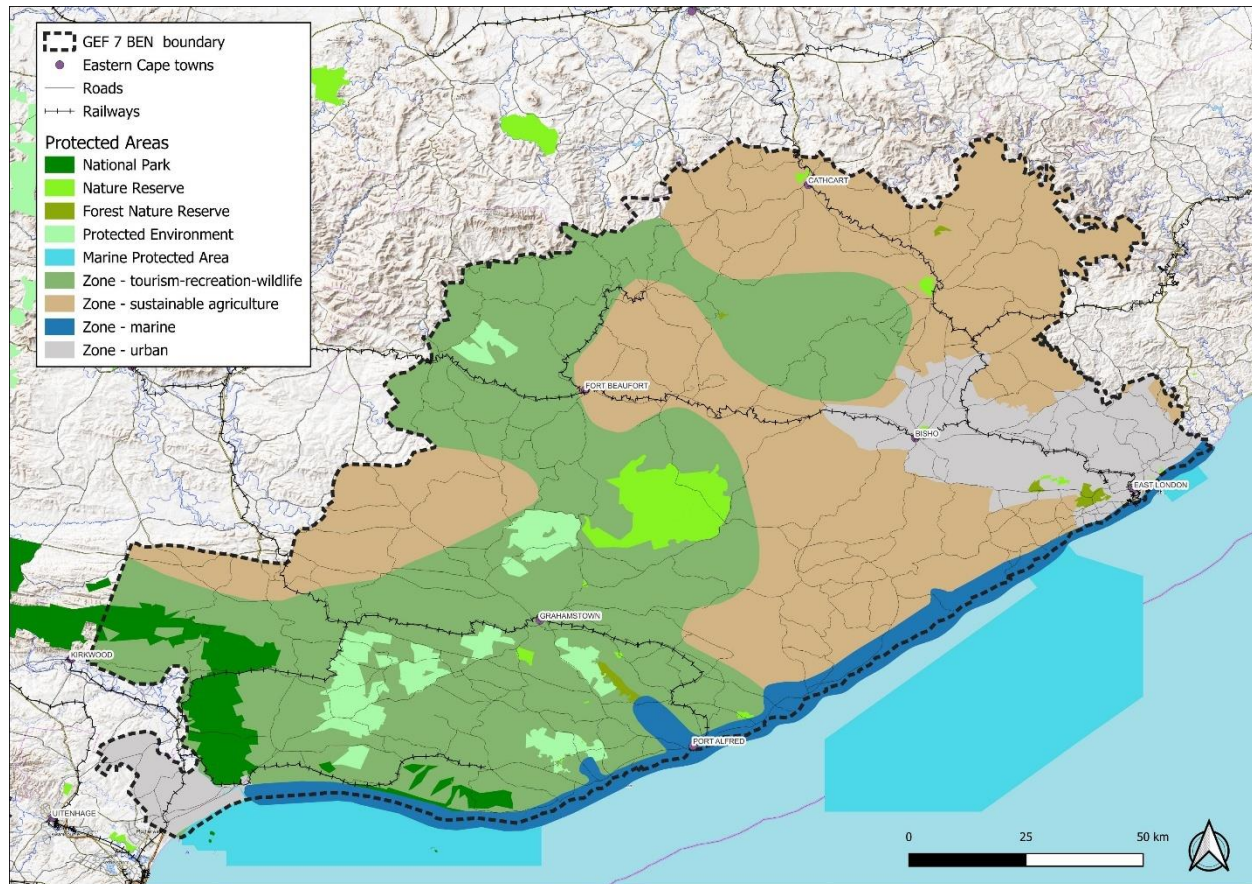 GEF 7 BEN boundary
Eastern Cape towns
Roads
Railways
Protected Areas
National Park
Nature Reserve
Forest Nature Reserve
Protected Environment
Marine Protected Area
Zone - tourism-recreation-wildlife
Zone - sustainable agriculture
Zone - marine
Zone - urban
CATHCART
FORT BEAUFORT
BISHO
EAST LONDON
GRAHAMSTOWN
KIRKWOOD
PORT ALFRED
UITENHAGE
0 25 50 km